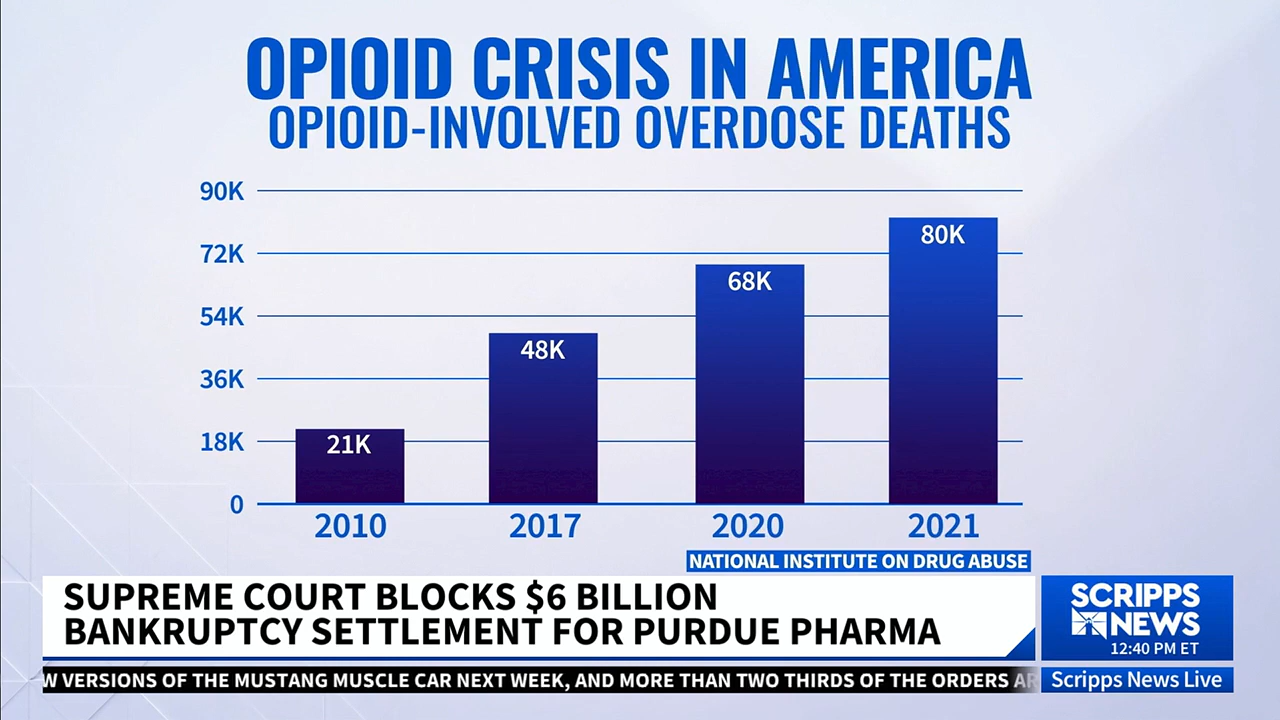 OPIOID CRISIS IN AMERICA
OPIOID-INVOLVED OVERDOSE DEATHS
90K
72K
54K
36K
18K
0
21K
48K
68K
80K
2010 2017 2020 2021
NATIONAL INSTITUTE ON DRUG ABUSE
SUPREME COURT BLOCKS $6 BILLION
BANKRUPTCY SETTLEMENT FOR PURDUE PHARMA
SCRIPPS
NEWS
12:40 PM ET
W VERSIONS OF THE MUSTANG MUSCLE CAR NEXT WEEK, AND MORE THAN TWO THIRDS OF THE ORDERS AR
Scripps News Live